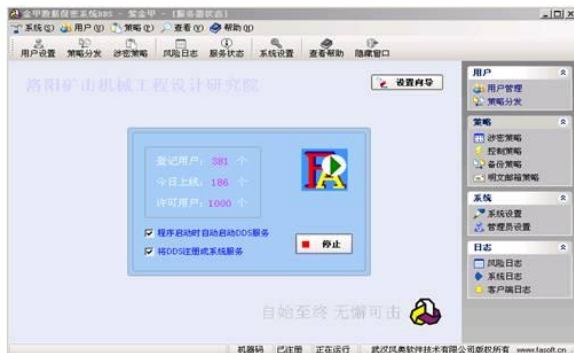 金甲数据保密系统DDS - 紫金甲 - [服务器状态]
系统(S) 用户(U) 策略(C) 查看(V) 帮助(H)
用户设置 策略分发 涉密策略 风险日志 服务状态 系统设置 查看帮助 隐藏窗口
洛阳矿山机械工程设计研究院
设置向导
登记用户: 381 个
今日上线: 186 个
许可用户: 1000 个
程序启动时自动启动DDS服务
将DDS注册成系统服务
停止
自始至终 无懈可击
用户
用户管理
策略分发
策略
涉密策略
控制策略
备份策略
明文邮箱策略
系统
系统设置
管理员设置
日志
风险日志
系统日志
客户端日志
机器码 已注册 正在运行 武汉风奥软件技术有限公司版权所有 www.fasoft.cn